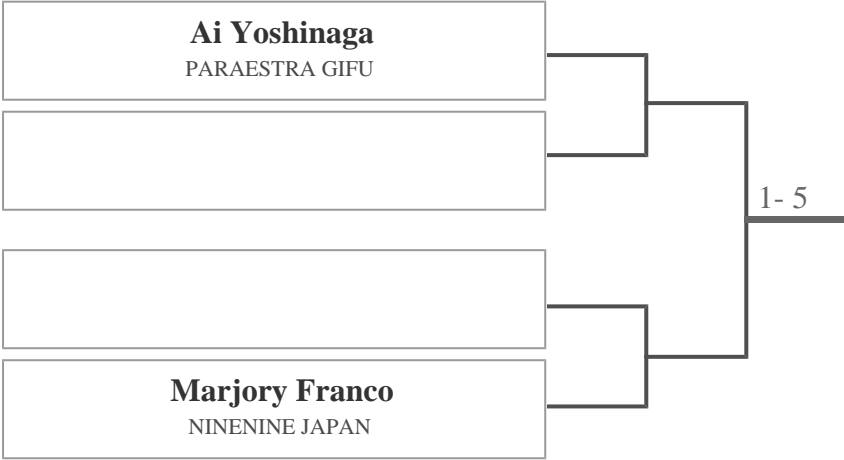 Ai Yoshinaga
PARAESTRA GIFU
1- 5
Marjory Franco
NINENINE JAPAN